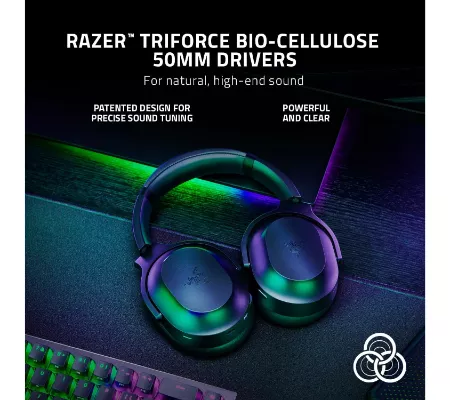 RAZER™ TRIFORCE BIO-CELLULOSE
50MM DRIVERS
For natural, high-end sound
PATENTED DESIGN FOR
PRECISE SOUND TUNING
POWERFUL
AND CLEAR